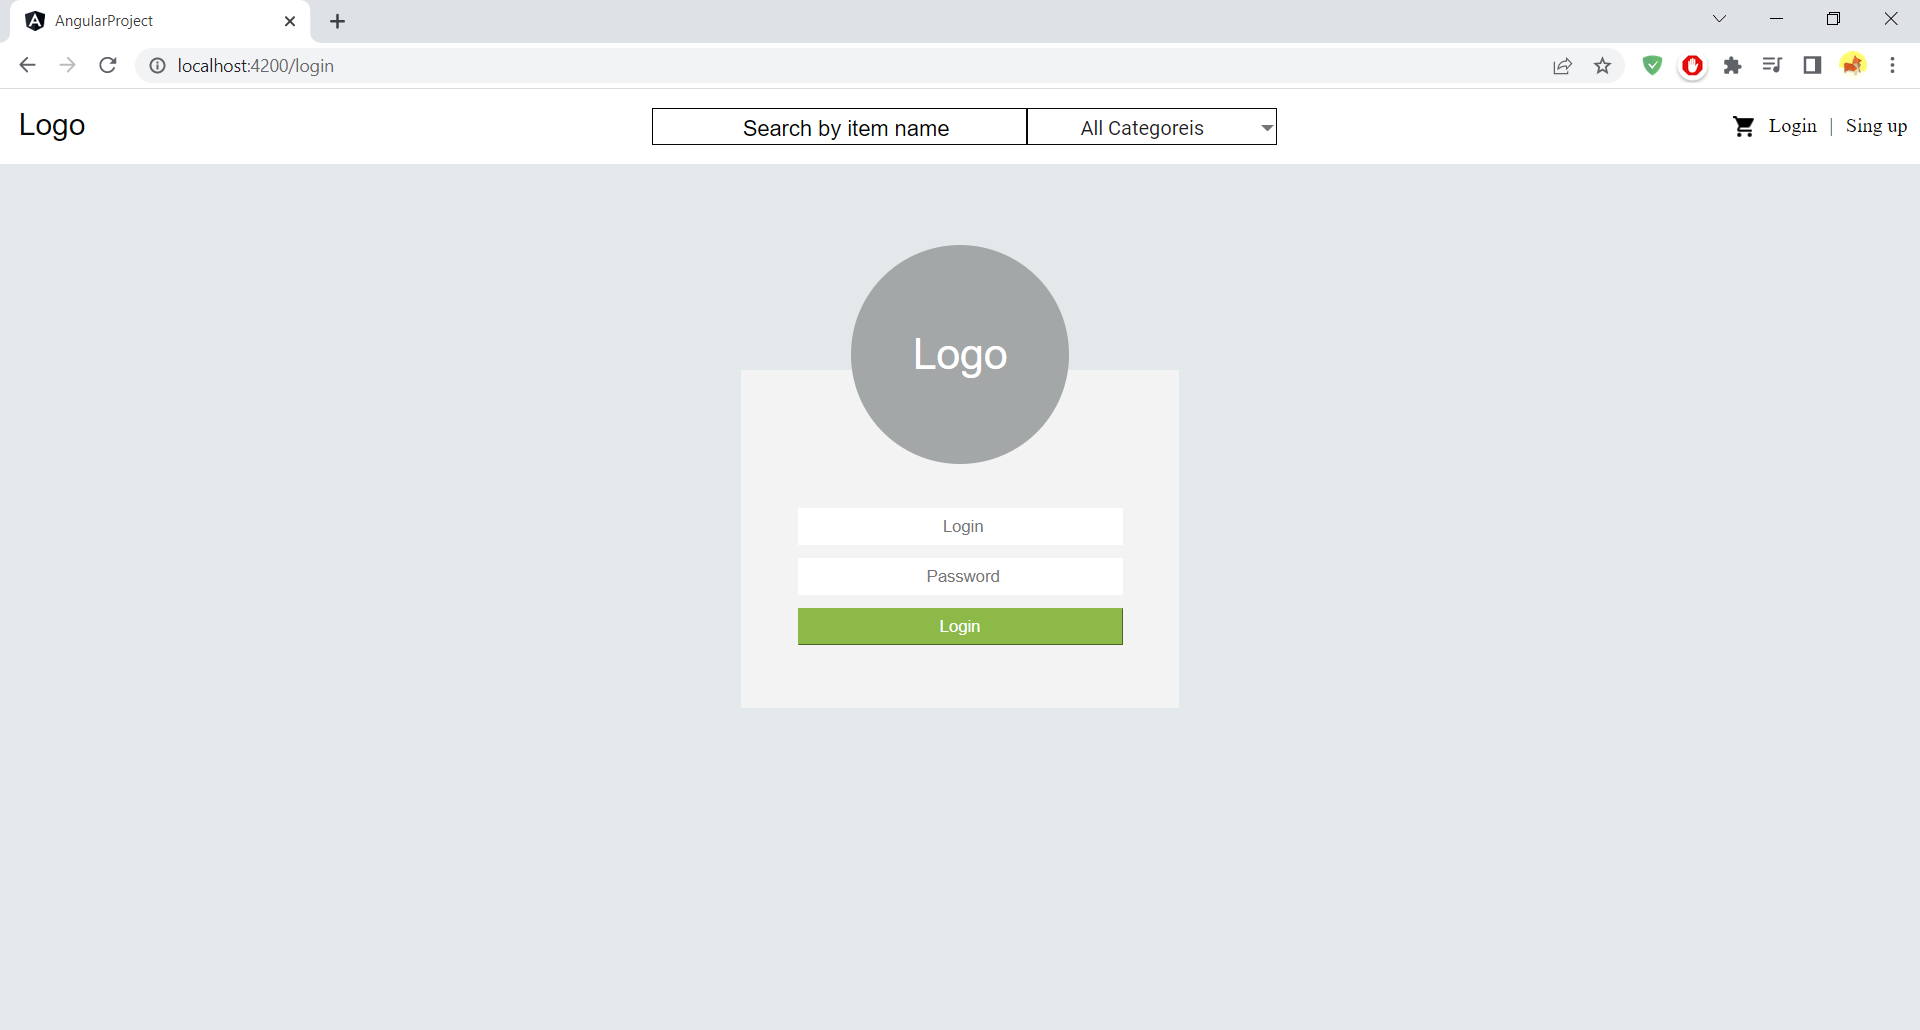 AngularProject
localhost:4200/login
Logo
Search by item name
All Categoreis
Login | Sing up
Logo
Login
Password
Login